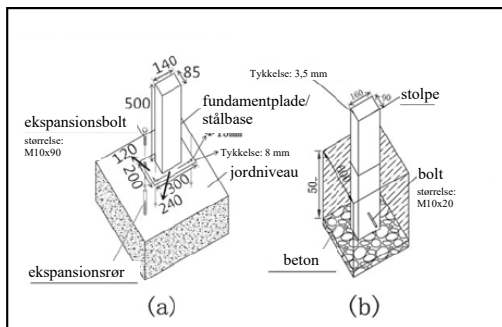 140
85
500
ekspansionsbolt
størrelse:
M10x90
fundamentplade/
stålbase
Tykkelse: 8 mm
jordniveau
120
200
300
240
ekspansionsrør
(a)
Tykkelse: 3,5 mm
160
90
stolpe
bolt
størrelse:
M10x20
beton
(b)